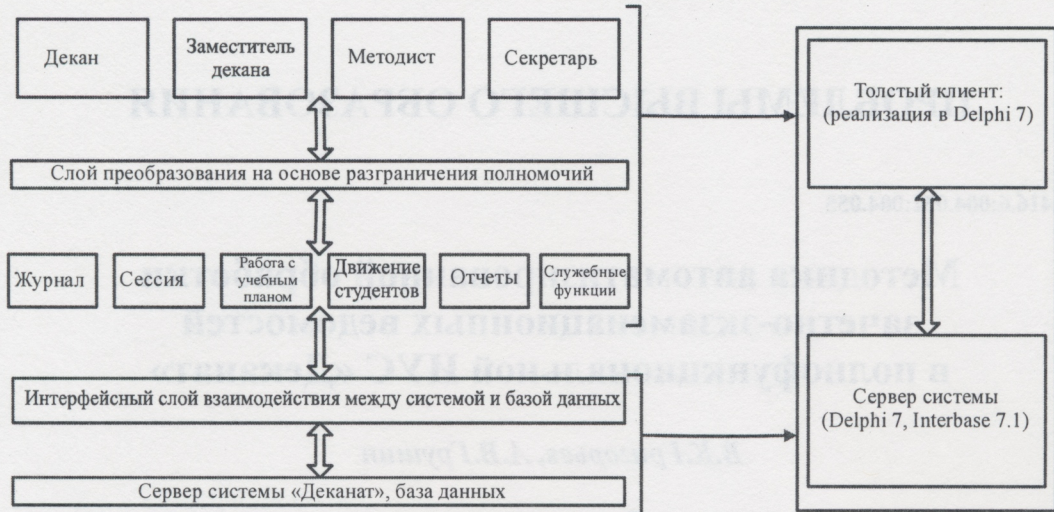 Декан
Заместитель
декана
Методист
Секретарь
Слой преобразования на основе разграничения полномочий
Журнал
Сессия
Работа с
учебным
планом
Движение
студентов
Отчеты
Служебные
функции
Интерфейсный слой взаимодействия между системой и базой данных
Сервер системы «Деканат», база данных
Толстый клиент:
(реализация в Delphi 7)
Сервер системы
(Delphi 7, Interbase 7.1)